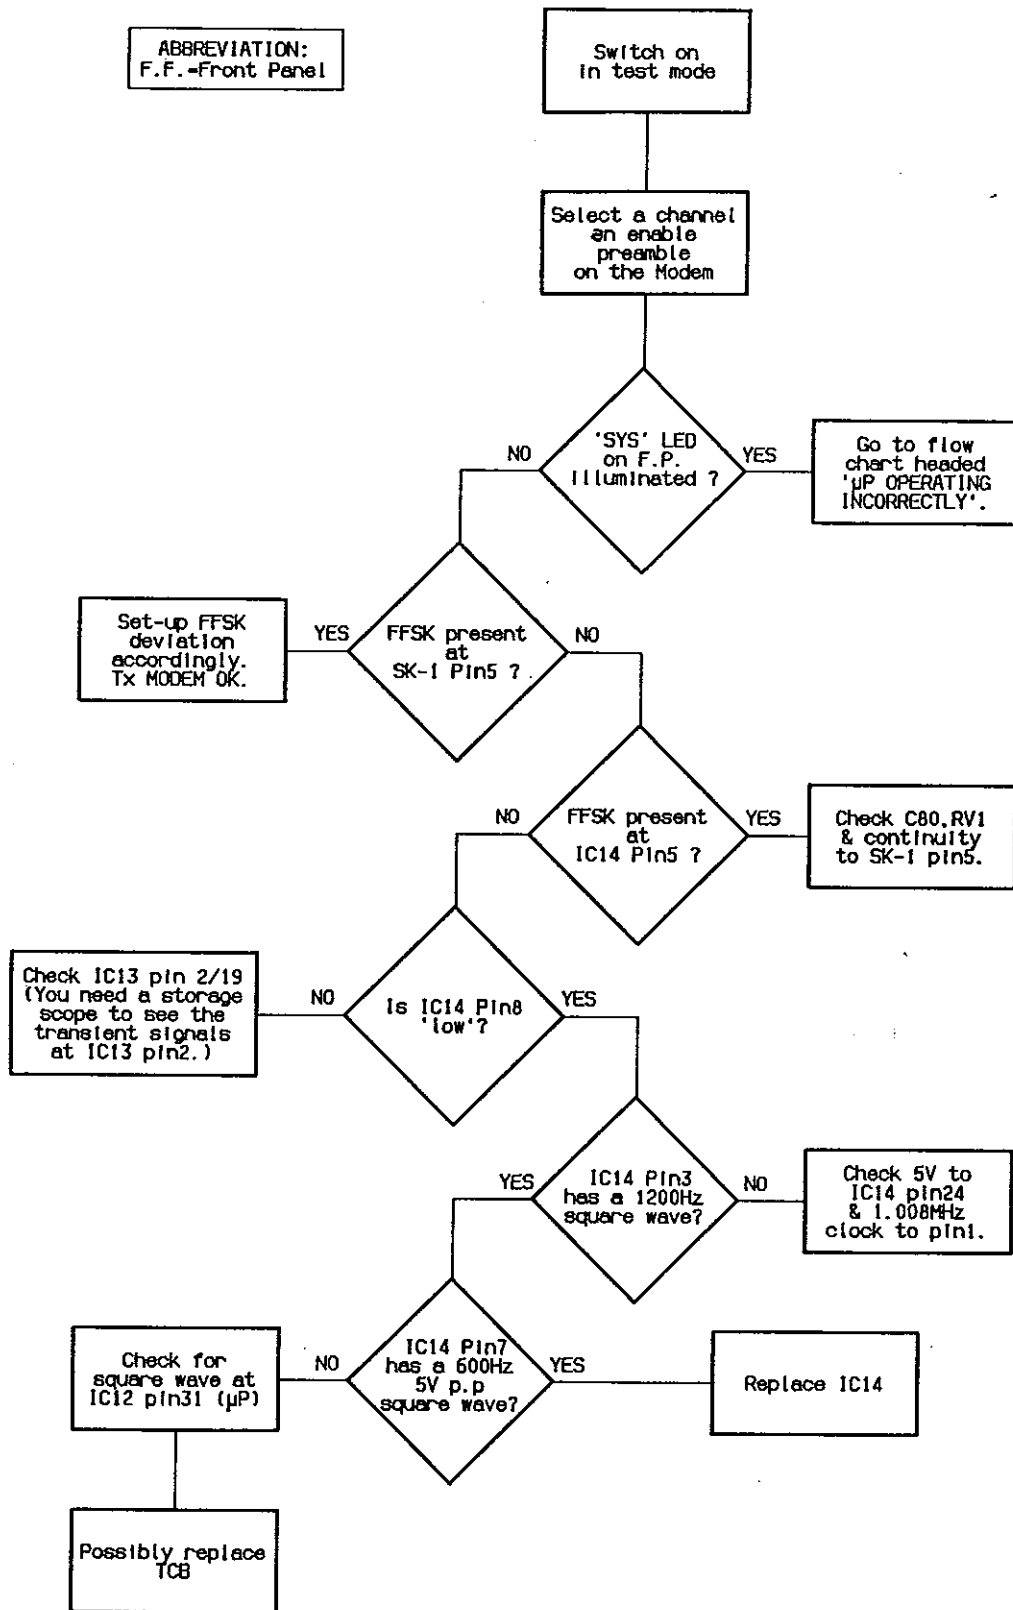 ABBREVIATION:
F.F.=Front Panel
Switch on
in test mode
Select a channel
an enable
preamble
on the Modem
'SYS' LED
on F.P.
illuminated ?
NO
YES
Go to flow
chart headed
'µP OPERATING
INCORRECTLY'.
Set-up FFSK
deviation
accordingly.
Tx MODEM OK.
YES
FFSK present
at
SK-1 Pin5 ?
NO
NO
FFSK present
at
IC14 Pin5 ?
YES
Check C80,RV1
& continuity
to SK-1 pin5.
Check IC13 pin 2/19
(You need a storage
scope to see the
transient signals
at IC13 pin2.)
NO
Is IC14 Pin8
'low'?
YES
YES
IC14 Pin3
has a 1200Hz
square wave?
NO
Check 5V to
IC14 pin24
& 1.008MHz
clock to pin1.
Check for
square wave at
IC12 pin31 (µP)
NO
IC14 Pin7
has a 600Hz
5V p.p
square wave?
YES
Replace IC14
Possibly replace
TCB